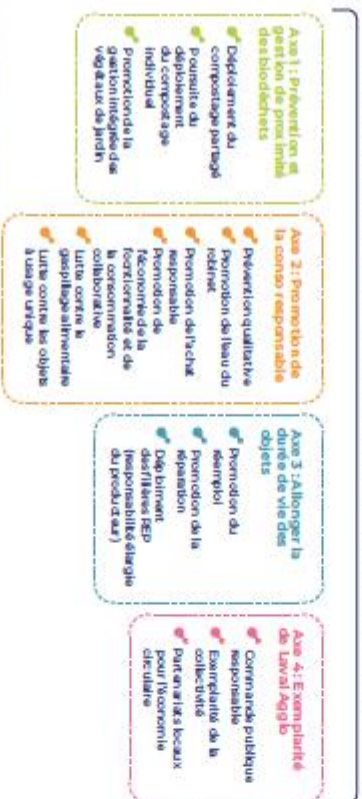 Axe 1 : Prévention et
gestion de proximité
des biodéchets
Déploiement du
compostage partagé
Poursuite du
déploiement
du compostage
individuel
Promotion de la
gestion intégrée des
végétaux de jardin
Axe 2 : Promotion de
la conso responsable
Prévention qualitative
Promotion de l'eau du
robinet
Promotion de l'achat
responsable
Promotion de
l'économie de la
fonctionnalité et de
la consommation
collaborative
Lutte contre le
gaspillage alimentaire
Lutte contre les objets
à usage unique
Axe 3 : Allonger la
durée de vie des
objets
Promotion du
réemploi
Promotion de la
réparation
Déploiment
des filières REP
(responsabilité élargie
du producteur)
Axe 4 : Exemplarité
de Laval Agglo
Commande publique
responsable
Exemplarité de la
collectivité
Partenariats locaux
pour l'économie
circulaire